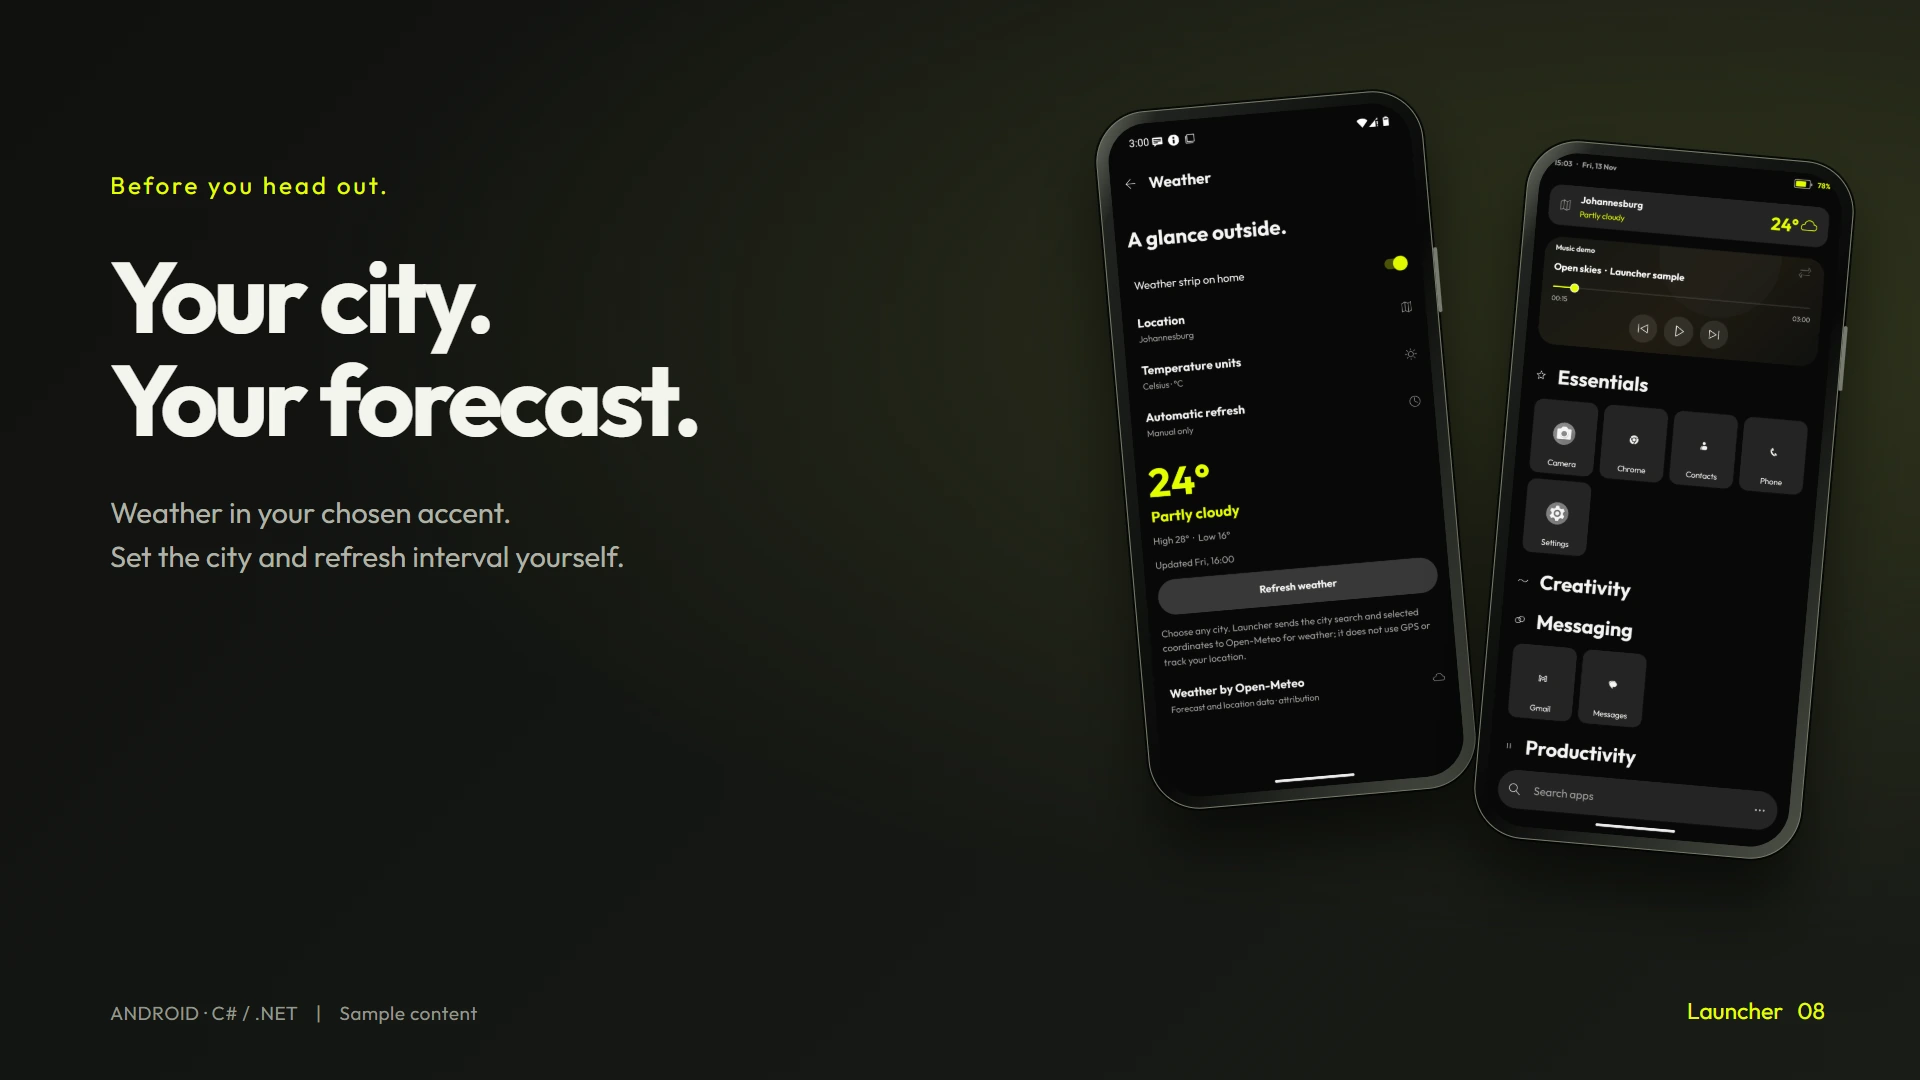 Before you head out.
Your city.
Your forecast.
Weather in your chosen accent.
Set the city and refresh interval yourself.
3:00
Weather
A glance outside.
Weather strip on home
Location
Johannesburg
Temperature units
Celsius · °C
Automatic refresh
Manual only
24°
Partly cloudy
High 28° · Low 16°
Updated Fri, 16:00
Refresh weather
Choose any city. Launcher sends the city search and selected
coordinates to Open-Meteo for weather; it does not use GPS or
track your location.
Weather by Open-Meteo
Forecast and location data · attribution
15:03 · Fri, 13 Nov
78%
Johannesburg
Partly cloudy
24°
Music demo
Open skies · Launcher sample
00:15
03:00
Essentials
Camera
Chrome
Contacts
Phone
Settings
Creativity
Messaging
Gmail
Messages
Productivity
Search apps
ANDROID · C# / .NET | Sample content
Launcher 08